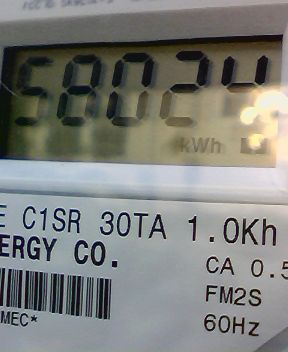 58024
kWh
E C1SR 30TA 1.0Kh
ERGY CO.
CA 0.5
FM2S
MEC*
60Hz